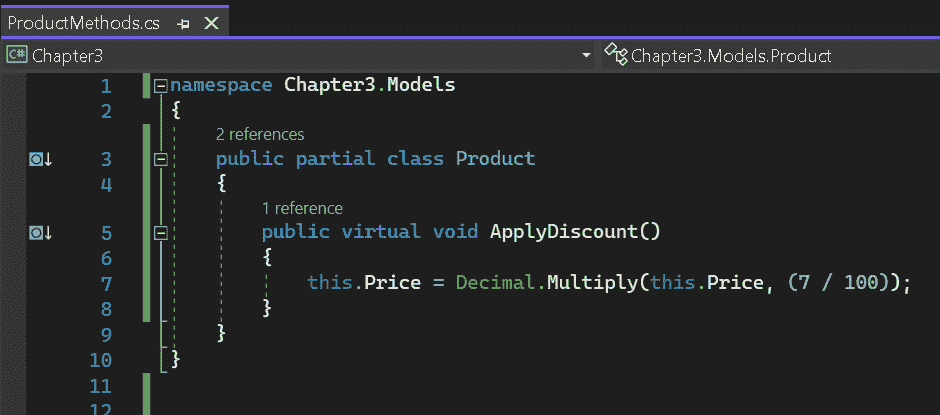 ProductMethods.cs
C# Chapter3 Chapter3.Models.Product
1 namespace Chapter3.Models
2 {
2 references
3 public partial class Product
4 {
1 reference
5 public virtual void ApplyDiscount()
6 {
7 this.Price = Decimal.Multiply(this.Price, (7 / 100));
8 }
9 }
10 }
11
12